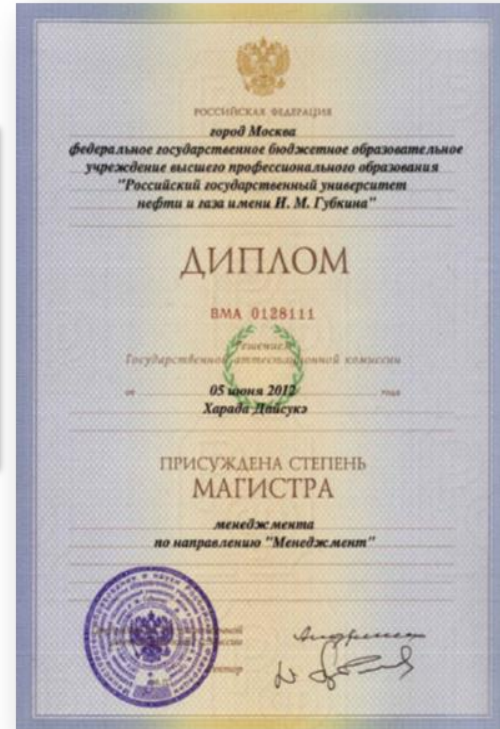 РОССИЙСКАЯ ФЕДЕРАЦИЯ
город Москва
федеральное государственное бюджетное образовательное
учреждение высшего профессионального образования
"Российский государственный университет
нефти и газа имени И. М. Губкина"
ДИПЛОМ
ВМА 0128111
Решением
Государственной аттестационной комиссии
от 05 июня 2012 года
Харада Дайсукэ
ПРИСУЖДЕНА СТЕПЕНЬ
МАГИСТРА
менеджмента
по направлению "Менеджмент"